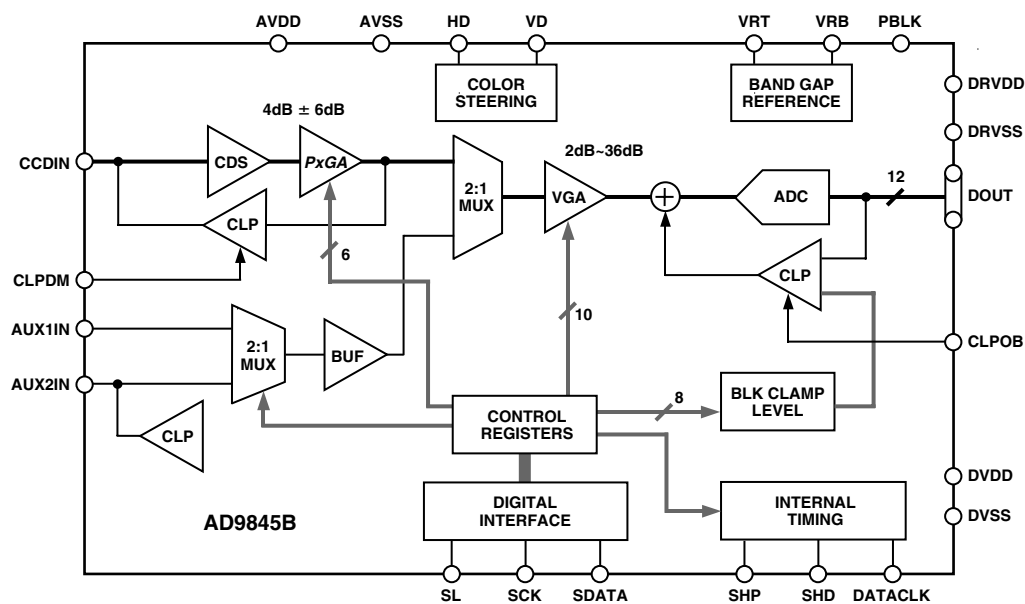 AVDD
AVSS
HD
VD
VRT
VRB
PBLK
COLOR
STEERING
BAND GAP
REFERENCE
DRVDD
4dB ± 6dB
DRVSS
2dB~36dB
CCDIN
CDS
PxGA
2:1
MUX
VGA
ADC
12
DOUT
CLP
6
CLPDM
CLP
10
AUX1IN
2:1
MUX
BUF
CLPOB
AUX2IN
BLK CLAMP
LEVEL
8
CONTROL
REGISTERS
CLP
DVDD
DIGITAL
INTERFACE
INTERNAL
TIMING
AD9845B
DVSS
SL
SCK
SDATA
SHP
SHD
DATACLK